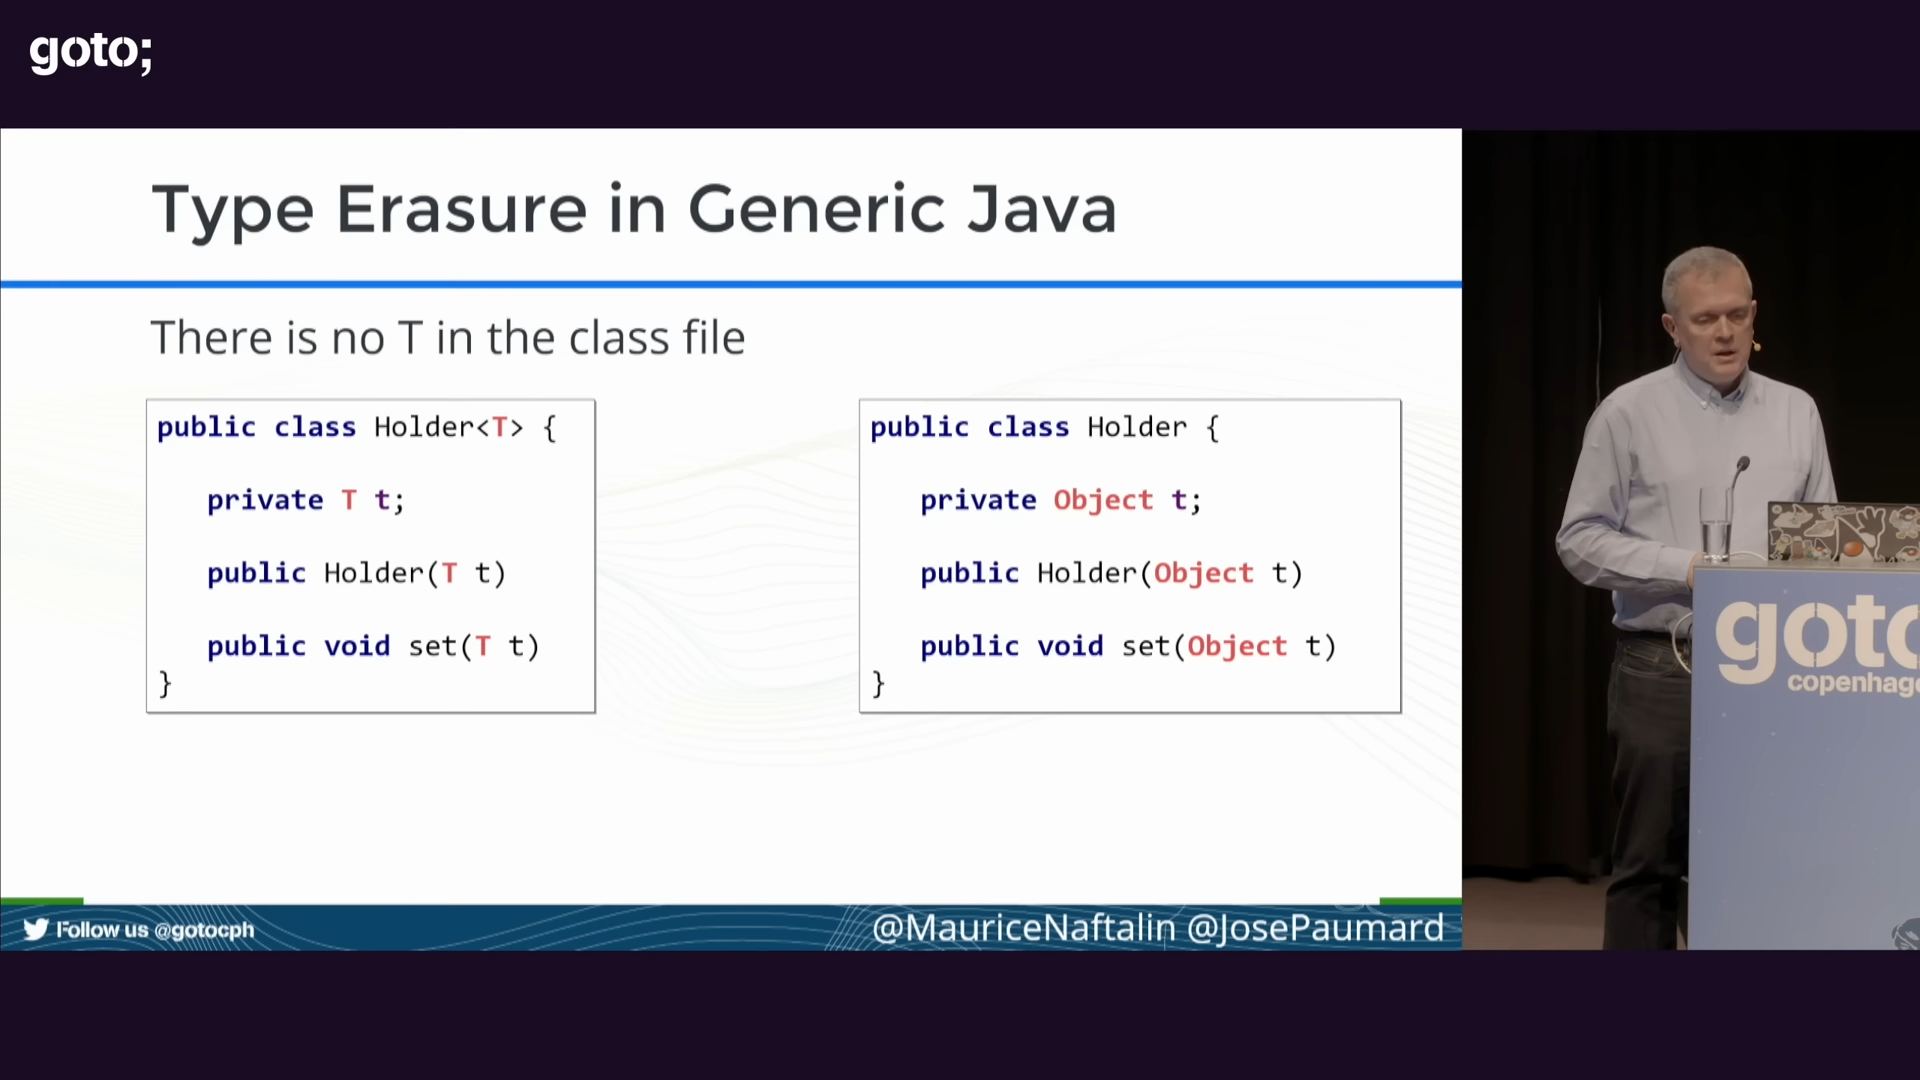 goto;
Type Erasure in Generic Java
There is no T in the class file
public class Holder<T> {
private T t;
public Holder(T t)
public void set(T t)
}
public class Holder {
private Object t;
public Holder(Object t)
public void set(Object t)
}
Follow us @gotocph
@MauriceNaftalin @JosePaumard
goto
copenhag